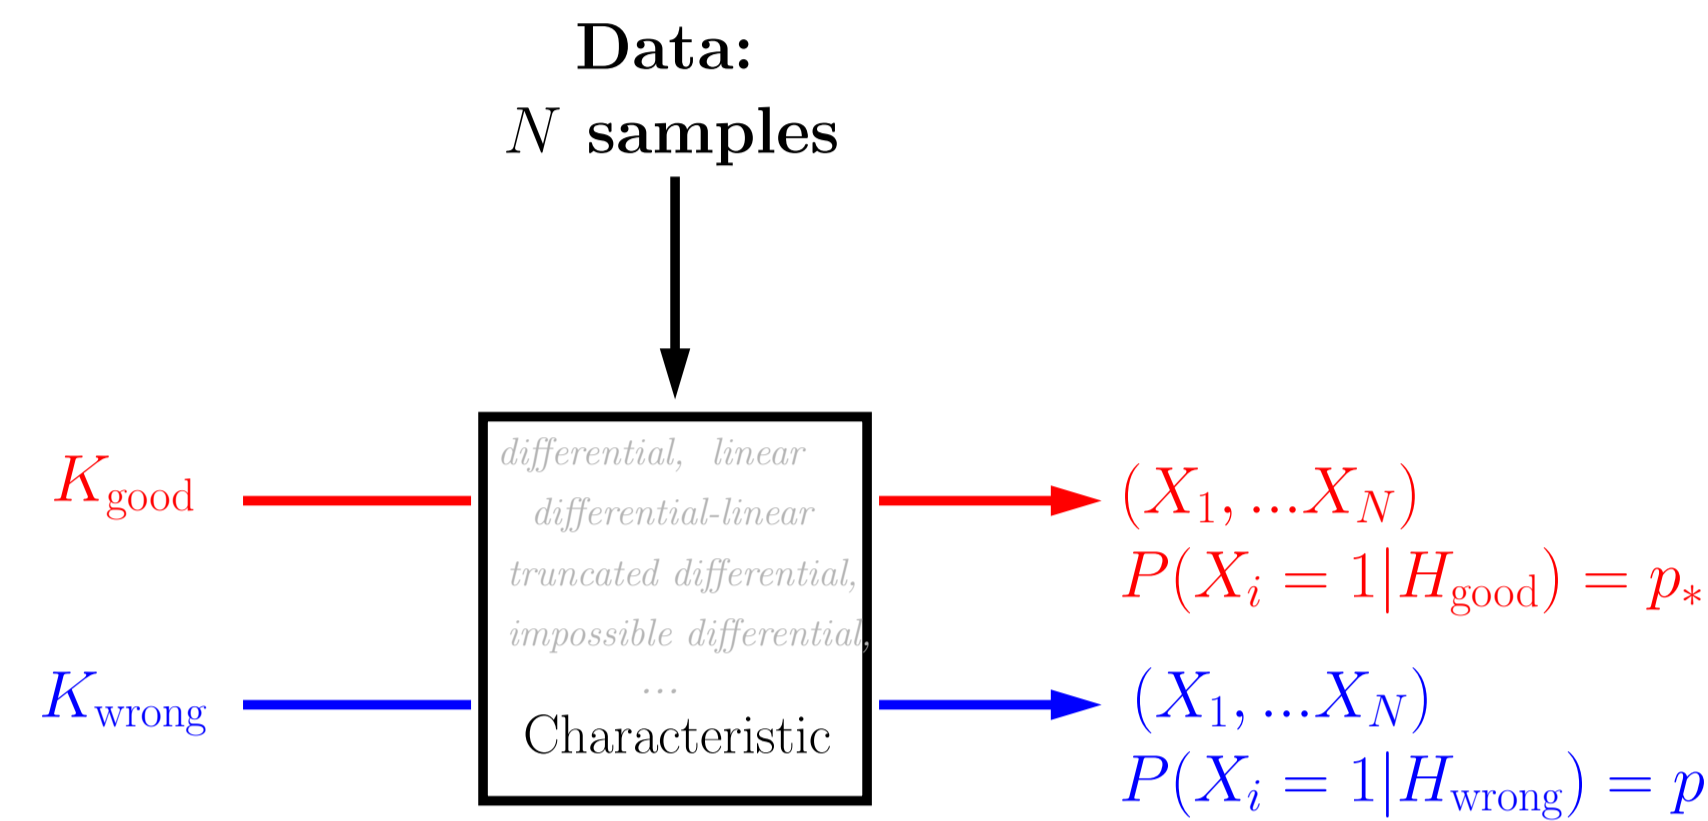 Data:
N samples
differential, linear
differential-linear
truncated differential,
impossible differential,
...
Characteristic
K_good
(X_1, ...X_N)
P(X_i = 1|H_good) = p_*
K_wrong
(X_1, ...X_N)
P(X_i = 1|H_wrong) = p